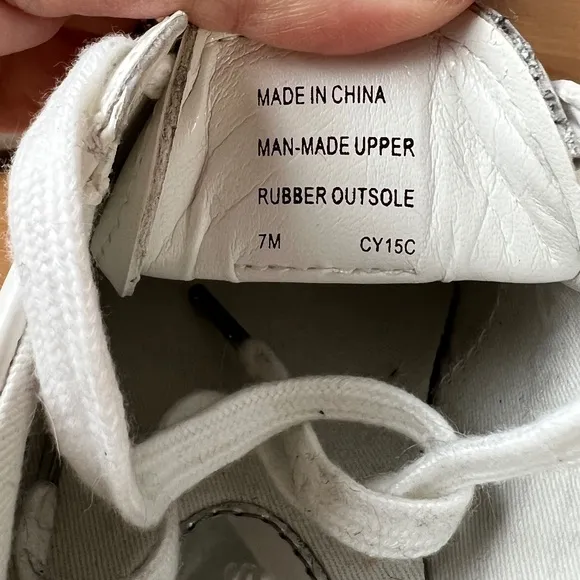 MADE IN CHINA
MAN-MADE UPPER
RUBBER OUTSOLE
7M CY15C